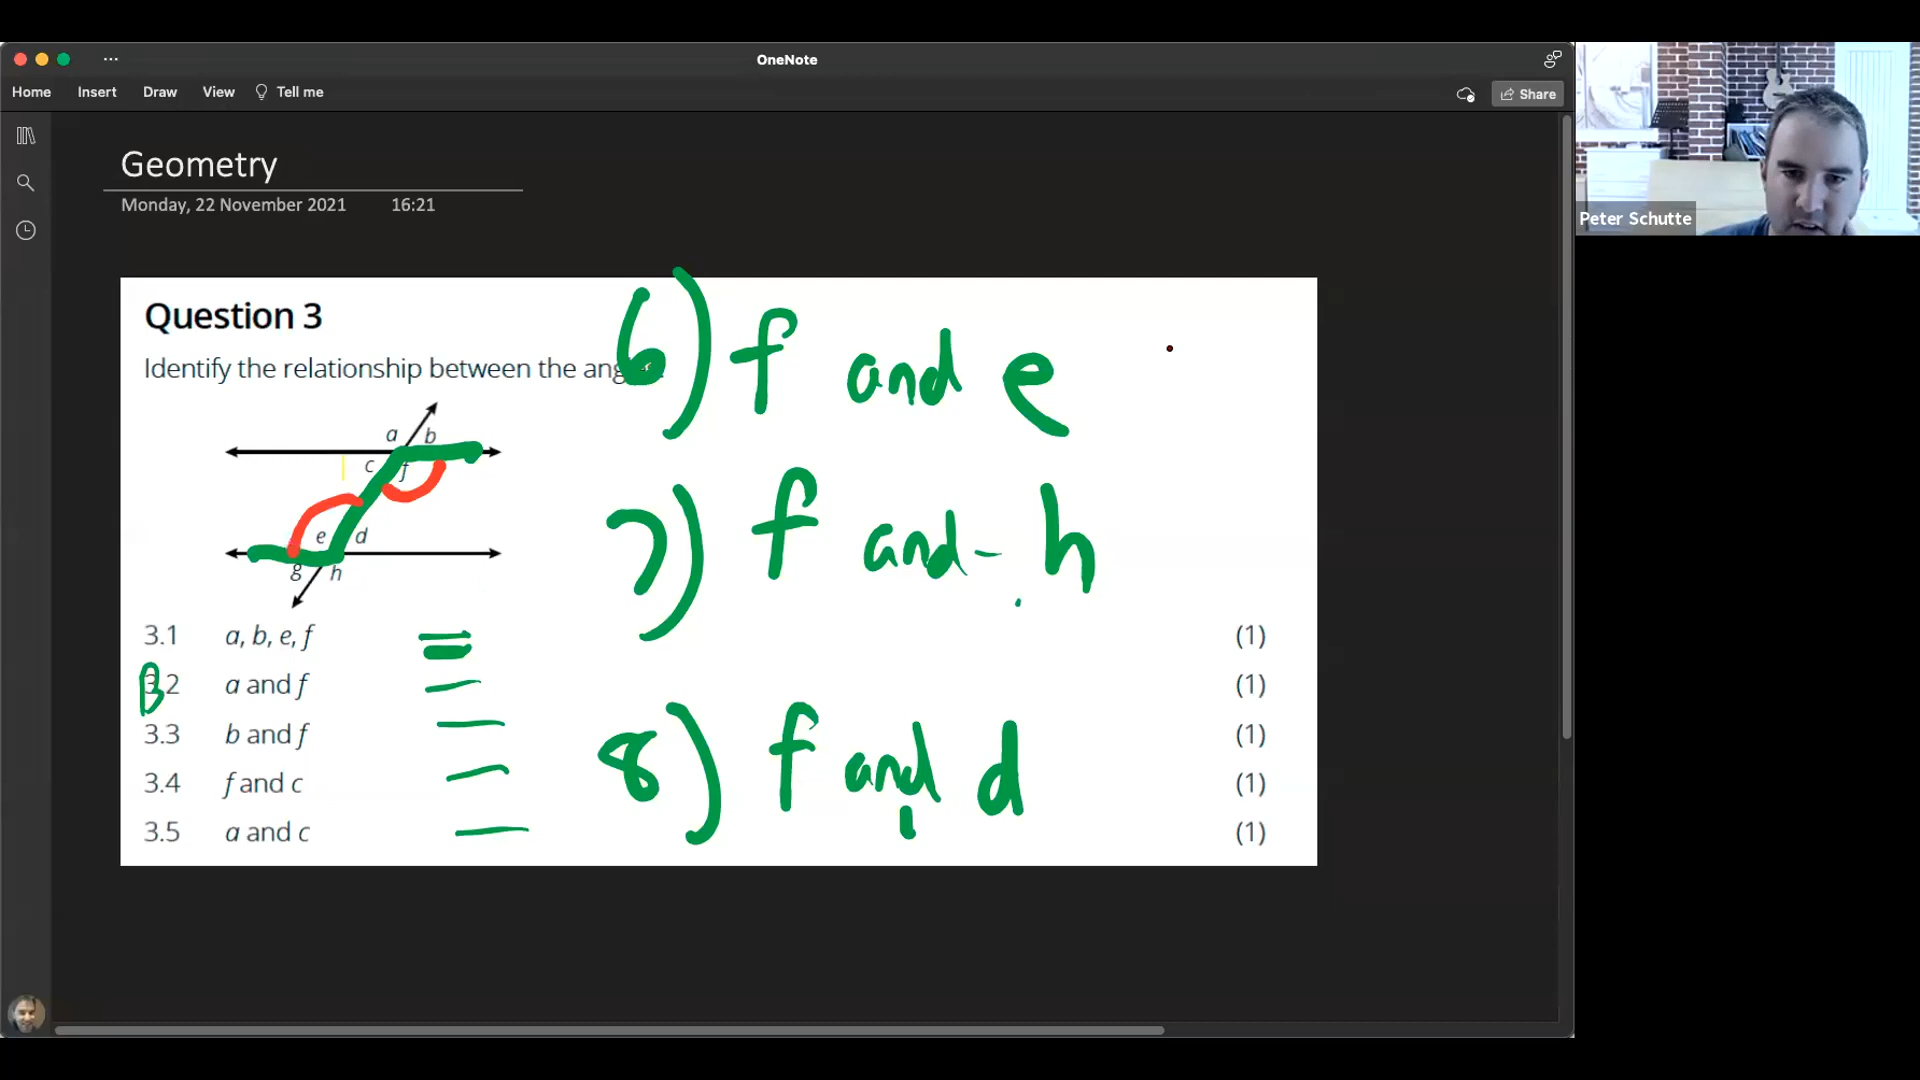 OneNote
Home Insert Draw View Tell me
Share
Geometry
Monday, 22 November 2021 16:21
Peter Schutte
Question 3
Identify the relationship between the
a b
c f
e d
g h
6) f and e
7) f and - h
8) f and d
3.1 a, b, e, f = (1)
B
.2 a and f (1)
3.3 b and f (1)
3.4 f and c (1)
3.5 a and c (1)